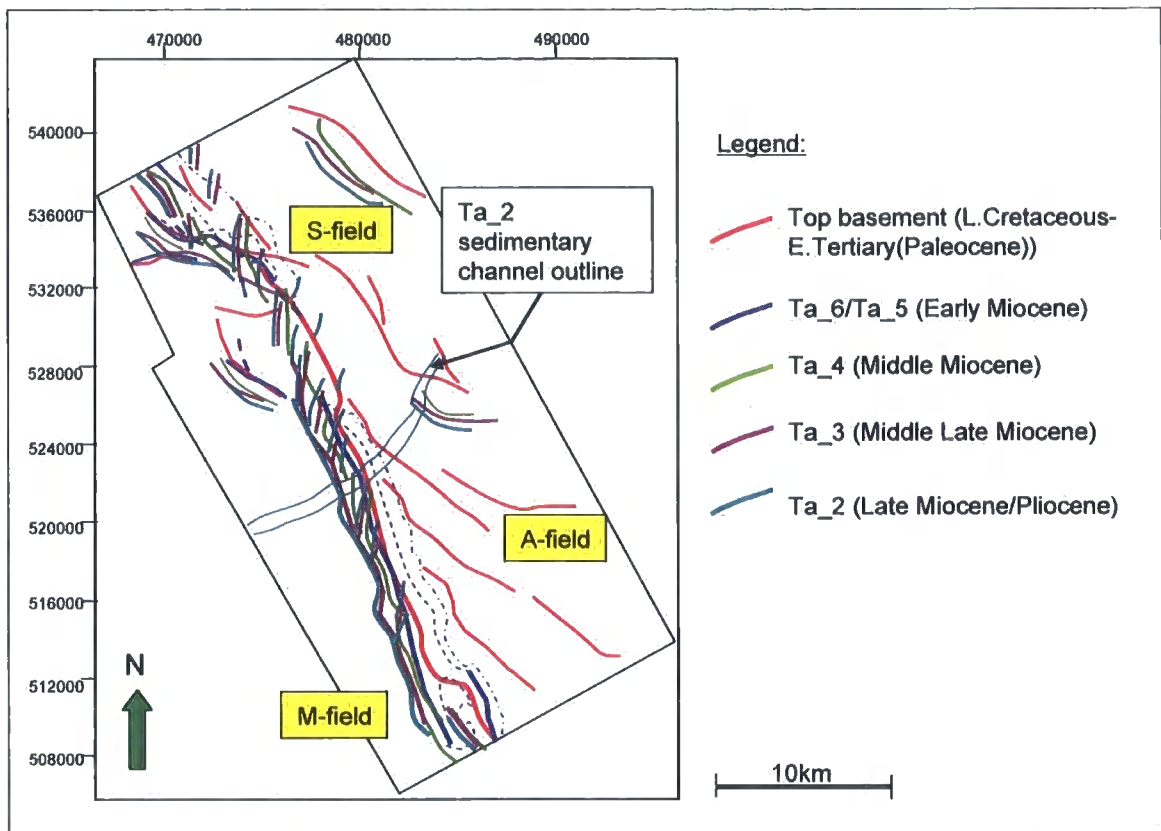 470000 480000 490000
540000
536000
532000
528000
524000
520000
516000
512000
508000
S-field
Ta_2
sedimentary
channel outline
A-field
M-field
N
Legend:
Top basement (L.Cretaceous-
E.Tertiary(Paleocene))
Ta_6/Ta_5 (Early Miocene)
Ta_4 (Middle Miocene)
Ta_3 (Middle Late Miocene)
Ta_2 (Late Miocene/Pliocene)
10km